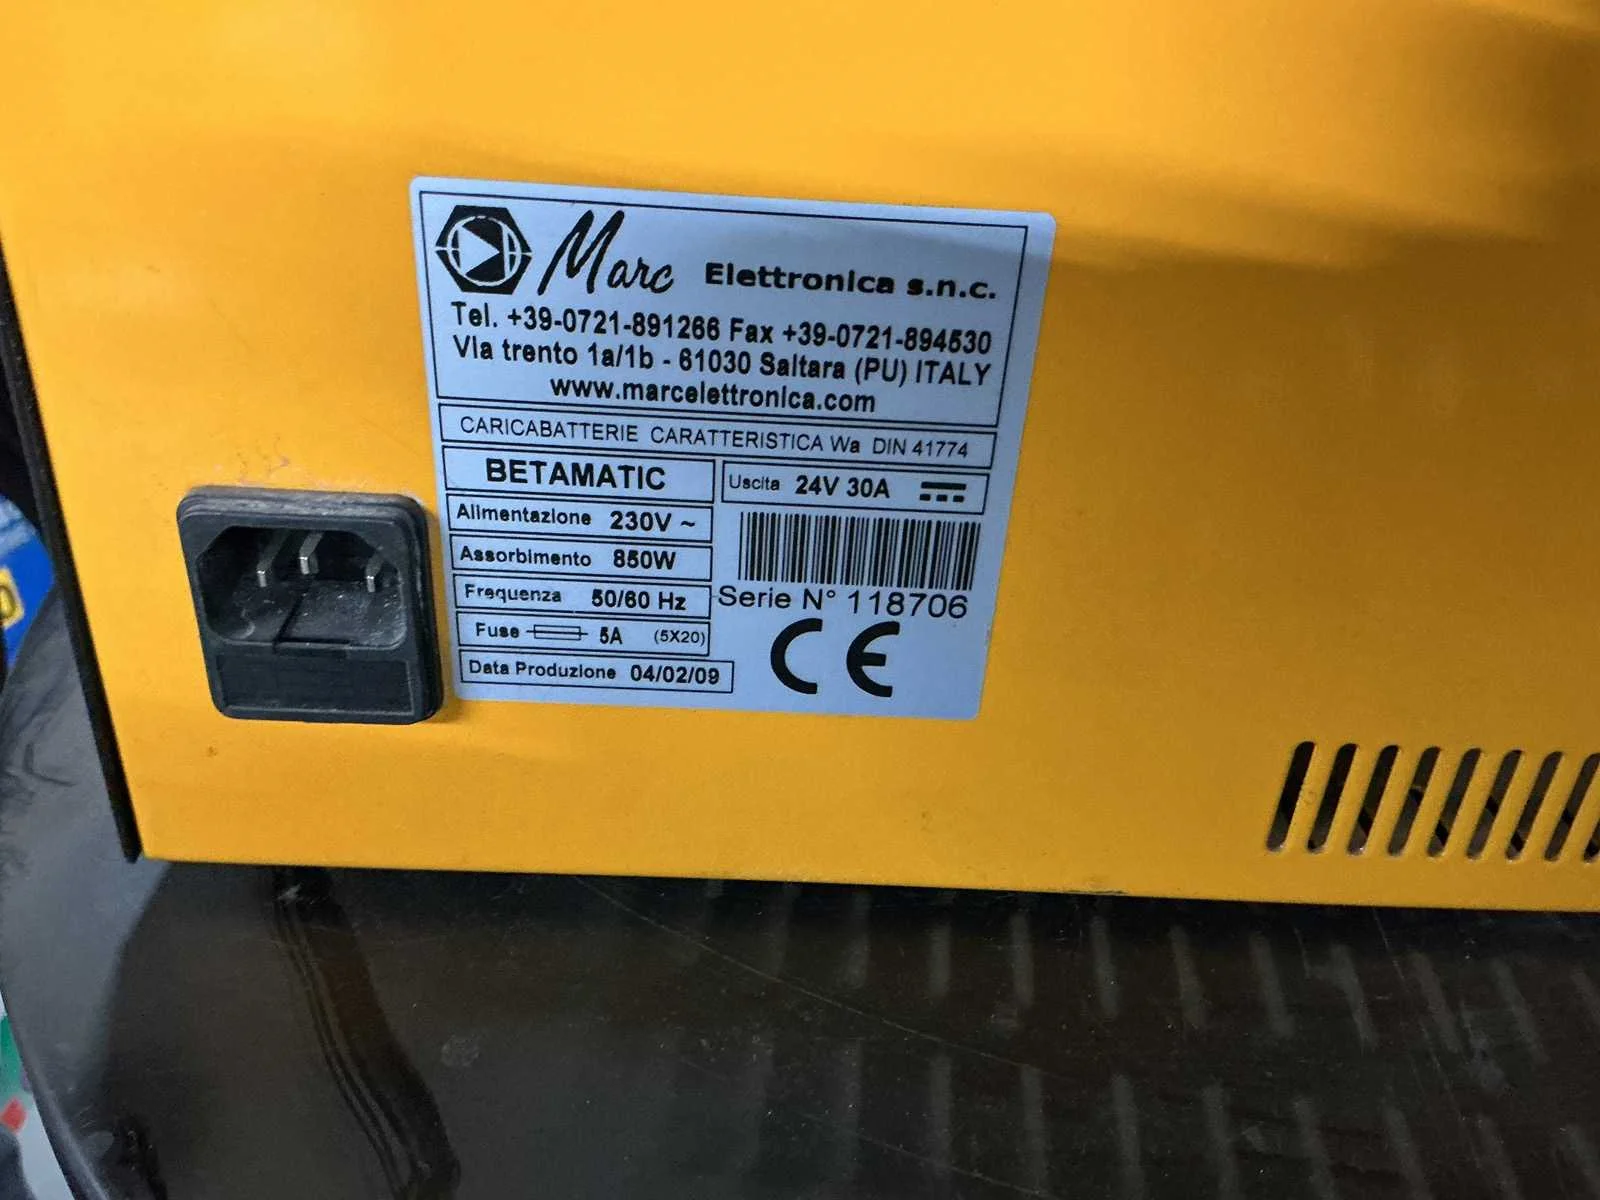 Marc Elettronica s.n.c.
Tel. +39-0721-891266 Fax +39-0721-894530
Via trento 1a/1b - 61030 Saltara (PU) ITALY
www.marcelettronica.com
CARICABATTERIE CARATTERISTICA Wa DIN 41774
BETAMATIC
Uscita 24V 30A
Alimentazione 230V ~
Assorbimento 850W
Frequenza 50/60 Hz
Serie N° 118706
Fuse 5A (5X20)
Data Produzione 04/02/09
CE